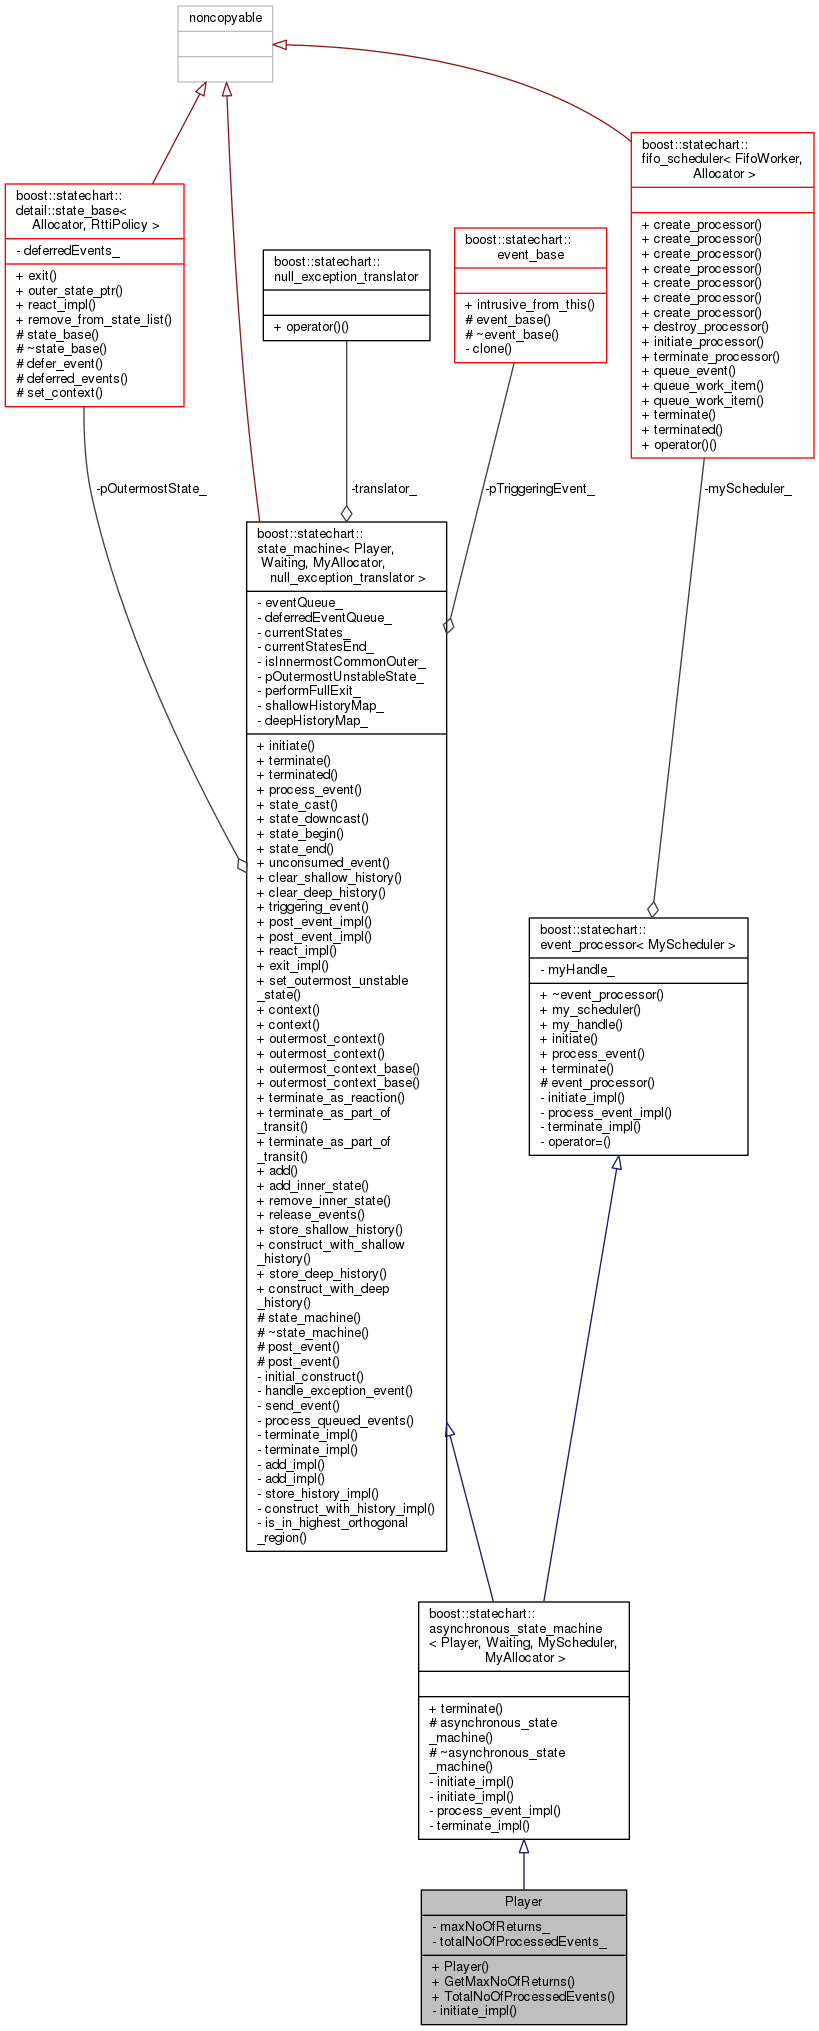 noncopyable
boost::statechart::
fifo_scheduler< FifoWorker,
Allocator >
+ create_processor()
+ create_processor()
+ create_processor()
+ create_processor()
+ create_processor()
+ create_processor()
+ create_processor()
+ destroy_processor()
+ initiate_processor()
+ terminate_processor()
+ queue_event()
+ queue_work_item()
+ queue_work_item()
+ terminate()
+ terminated()
+ operator()()
boost::statechart::
detail::state_base<
Allocator, RttiPolicy >
- deferredEvents_
+ exit()
+ outer_state_ptr()
+ react_impl()
+ remove_from_state_list()
# state_base()
# ~state_base()
# defer_event()
# deferred_events()
# set_context()
boost::statechart::
null_exception_translator
+ operator()()
boost::statechart::
event_base
+ intrusive_from_this()
# event_base()
# ~event_base()
- clone()
-pOutermostState_
-translator_
-pTriggeringEvent_
-myScheduler_
boost::statechart::
state_machine< Player,
Waiting, MyAllocator,
null_exception_translator >
- eventQueue_
- deferredEventQueue_
- currentStates_
- currentStatesEnd_
- isInnermostCommonOuter_
- pOutermostUnstableState_
- performFullExit_
- shallowHistoryMap_
- deepHistoryMap_
+ initiate()
+ terminate()
+ terminated()
+ process_event()
+ state_cast()
+ state_downcast()
+ state_begin()
+ state_end()
+ unconsumed_event()
+ clear_shallow_history()
+ clear_deep_history()
+ triggering_event()
+ post_event_impl()
+ post_event_impl()
+ react_impl()
+ exit_impl()
+ set_outermost_unstable
_state()
+ context()
+ context()
+ outermost_context()
+ outermost_context()
+ outermost_context_base()
+ outermost_context_base()
+ terminate_as_reaction()
+ terminate_as_part_of
_transit()
+ terminate_as_part_of
_transit()
+ add()
+ add_inner_state()
+ remove_inner_state()
+ release_events()
+ store_shallow_history()
+ construct_with_shallow
_history()
+ store_deep_history()
+ construct_with_deep
_history()
# state_machine()
# ~state_machine()
# post_event()
# post_event()
- initial_construct()
- handle_exception_event()
- send_event()
- process_queued_events()
- terminate_impl()
- terminate_impl()
- add_impl()
- add_impl()
- store_history_impl()
- construct_with_history_impl()
- is_in_highest_orthogonal
_region()
boost::statechart::
event_processor< MyScheduler >
- myHandle_
+ ~event_processor()
+ my_scheduler()
+ my_handle()
+ initiate()
+ process_event()
+ terminate()
# event_processor()
- initiate_impl()
- process_event_impl()
- terminate_impl()
- operator=()
boost::statechart::
asynchronous_state_machine
< Player, Waiting, MyScheduler,
MyAllocator >
+ terminate()
# asynchronous_state
_machine()
# ~asynchronous_state
_machine()
- initiate_impl()
- initiate_impl()
- process_event_impl()
- terminate_impl()
Player
- maxNoOfReturns_
- totalNoOfProcessedEvents_
+ Player()
+ GetMaxNoOfReturns()
+ TotalNoOfProcessedEvents()
- initiate_impl()